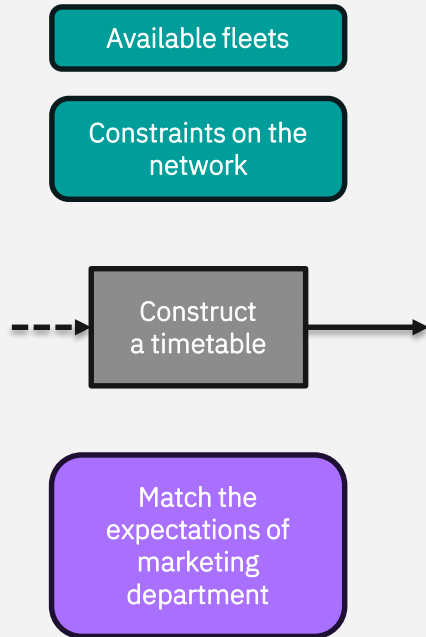 Available fleets
Constraints on the
network
Construct
a timetable
Match the
expectations of
marketing
department